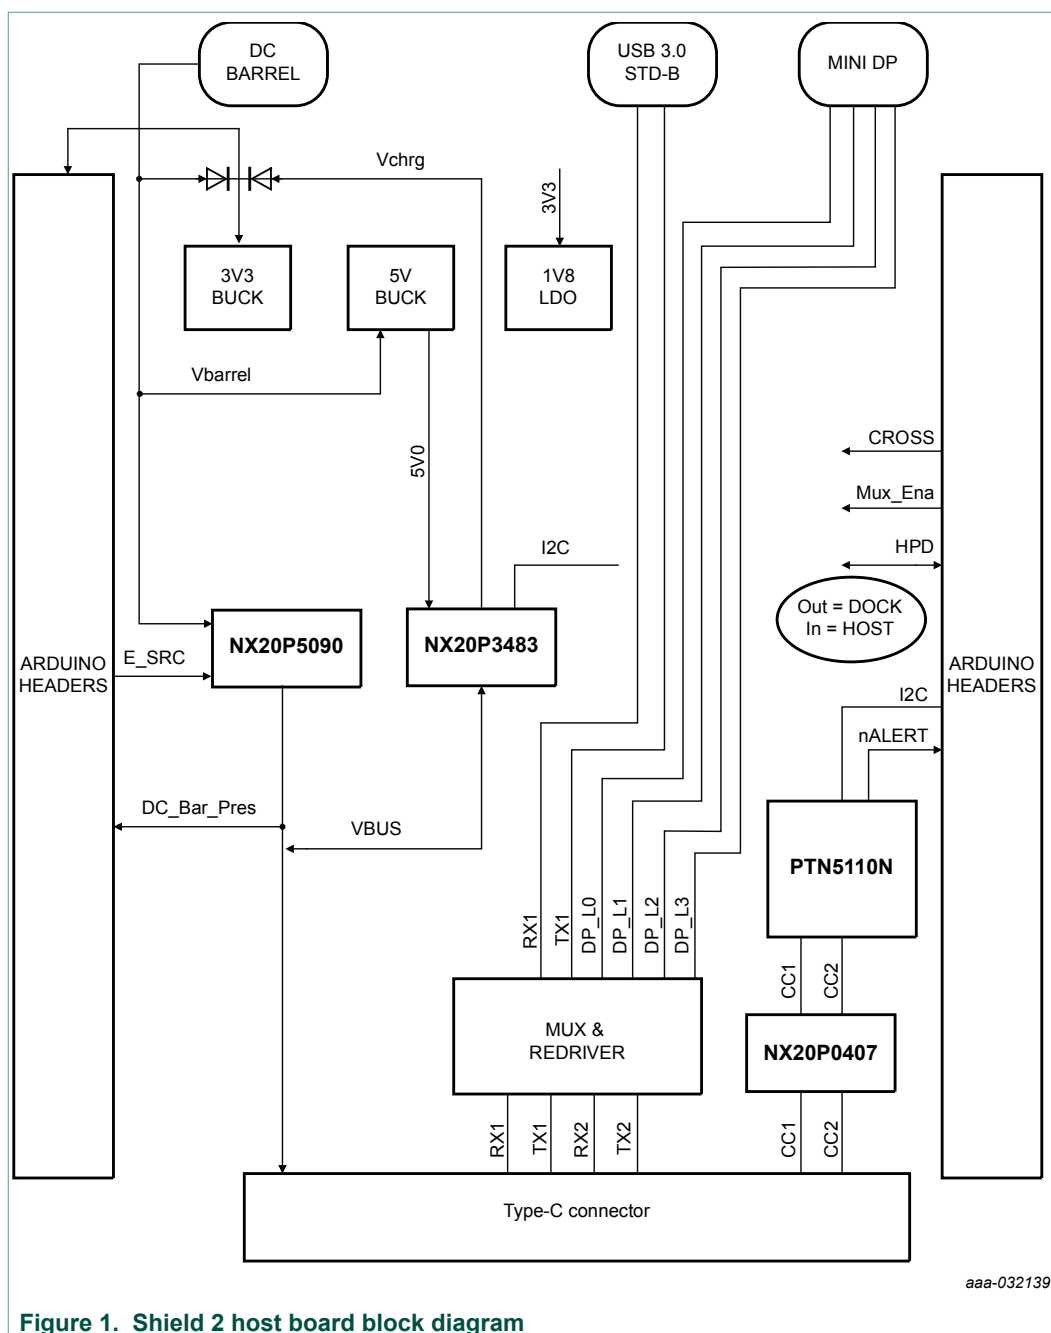 DC
BARREL
USB 3.0
STD-B
MINI DP
Vchrg
3V3
3V3
BUCK
5V
BUCK
1V8
LDO
Vbarrel
5V0
CROSS
Mux_Ena
I2C
HPD
Out = DOCK
In = HOST
NX20P5090
NX20P3483
E_SRC
ARDUINO
HEADERS
ARDUINO
HEADERS
I2C
nALERT
DC_Bar_Pres
VBUS
PTN5110N
RX1
TX1
DP_L0
DP_L1
DP_L2
DP_L3
CC1
CC2
MUX &
REDRIVER
NX20P0407
RX1
TX1
RX2
TX2
CC1
CC2
Type-C connector
aaa-032139
Figure 1. Shield 2 host board block diagram